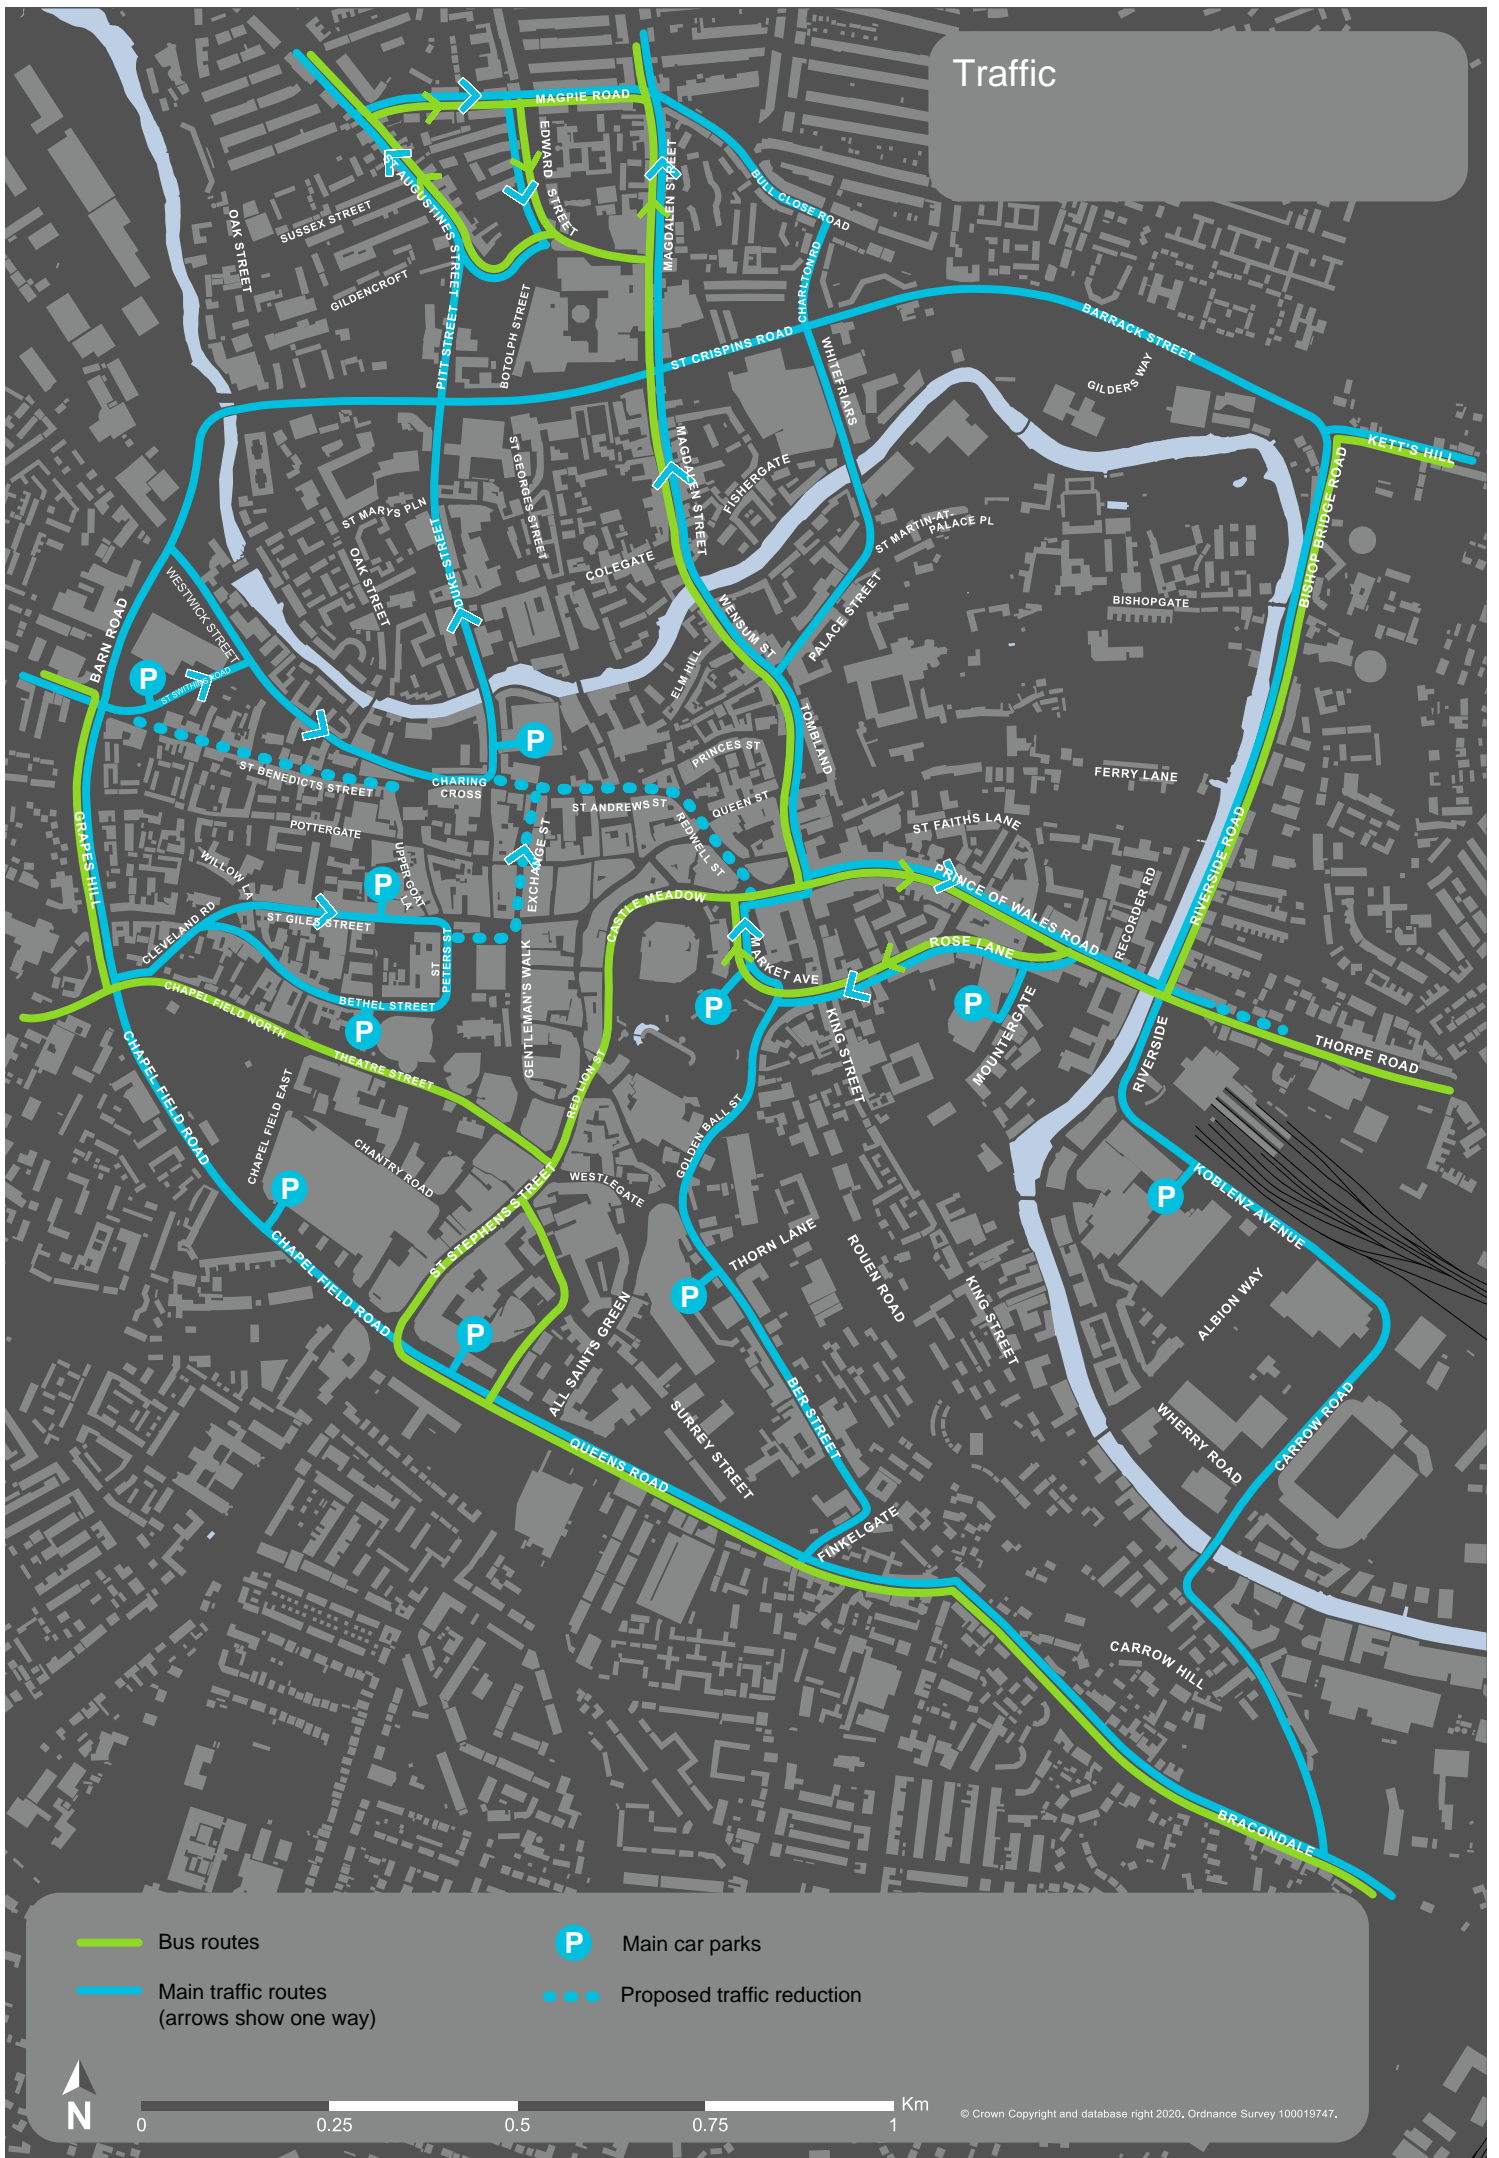 Traffic
MAGPIE ROAD
EDWARD STREET
ST AUGUSTINES STREET
MAGDALEN STREET
BULL CLOSE ROAD
OAK STREET
SUSSEX STREET
GILDENCROFT
CHARLTON RD
PITT STREET
BOTOLPH STREET
ST CRISPINS ROAD
WHITEFRIARS
BARRACK STREET
GILDERS WAY
KETT'S HILL
BISHOP BRIDGE ROAD
MAGDALEN STREET
FISHERGATE
ST GEORGES STREET
ST MARYS PLN
OAK STREET
DUKE STREET
COLEGATE
ST MARTIN-AT-
PALACE PL
WESTWICK STREET
BARN ROAD
WENSUM ST
PALACE STREET
BISHOPGATE
ELM HILL
ST SWITHINS ROAD
P
P
TOMBLAND
PRINCES ST
ST BENEDICTS STREET
CHARING
CROSS
ST ANDREWS ST
QUEEN ST
FERRY LANE
GRAPES HILL
POTTERGATE
UPPER GOAT
LA
EXCHANGE ST
REDWELL ST
ST FAITHS LANE
RIVERSIDE ROAD
WILLOW LA
P
CASTLE MEADOW
PRINCE OF WALES ROAD
RECORDER RD
CLEVELAND RD
ST GILES STREET
ST
PETERS ST
GENTLEMAN'S WALK
MARKET AVE
ROSE LANE
BETHEL STREET
P
P
P
CHAPEL FIELD NORTH
THEATRE STREET
KING STREET
MOUNTERGATE
RIVERSIDE
THORPE ROAD
CHAPEL FIELD ROAD
CHAPEL FIELD EAST
RED LION ST
GOLDEN BALL ST
CHANTRY ROAD
WESTLEGATE
P
P
KOBLENZ AVENUE
ST STEPHENS STREET
THORN LANE
ROUEN ROAD
KING STREET
ALBION WAY
CHAPEL FIELD ROAD
P
P
ALL SAINTS GREEN
BER STREET
SURREY STREET
QUEENS ROAD
WHERRY ROAD
CARROW ROAD
FINKELGATE
CARROW HILL
BRACONDALE
Bus routes
P
Main car parks
Main traffic routes
(arrows show one way)
Proposed traffic reduction
N
0
0.25
0.5
0.75
1
Km
© Crown Copyright and database right 2020. Ordnance Survey 100019747.